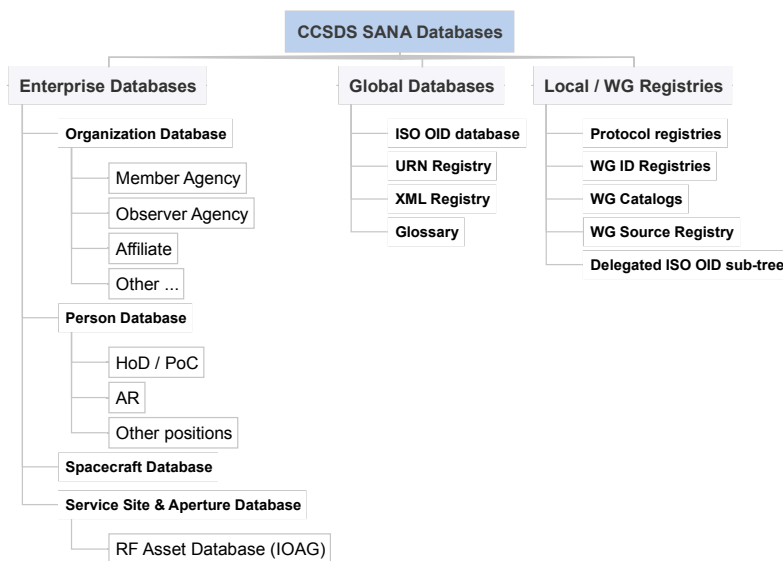 CCSDS SANA Databases
Enterprise Databases
Organization Database
Member Agency
Observer Agency
Affiliate
Other ...
Person Database
HoD / PoC
AR
Other positions
Spacecraft Database
Service Site & Aperture Database
RF Asset Database (IOAG)
Global Databases
ISO OID database
URN Registry
XML Registry
Glossary
Local / WG Registries
Protocol registries
WG ID Registries
WG Catalogs
WG Source Registry
Delegated ISO OID sub-tree